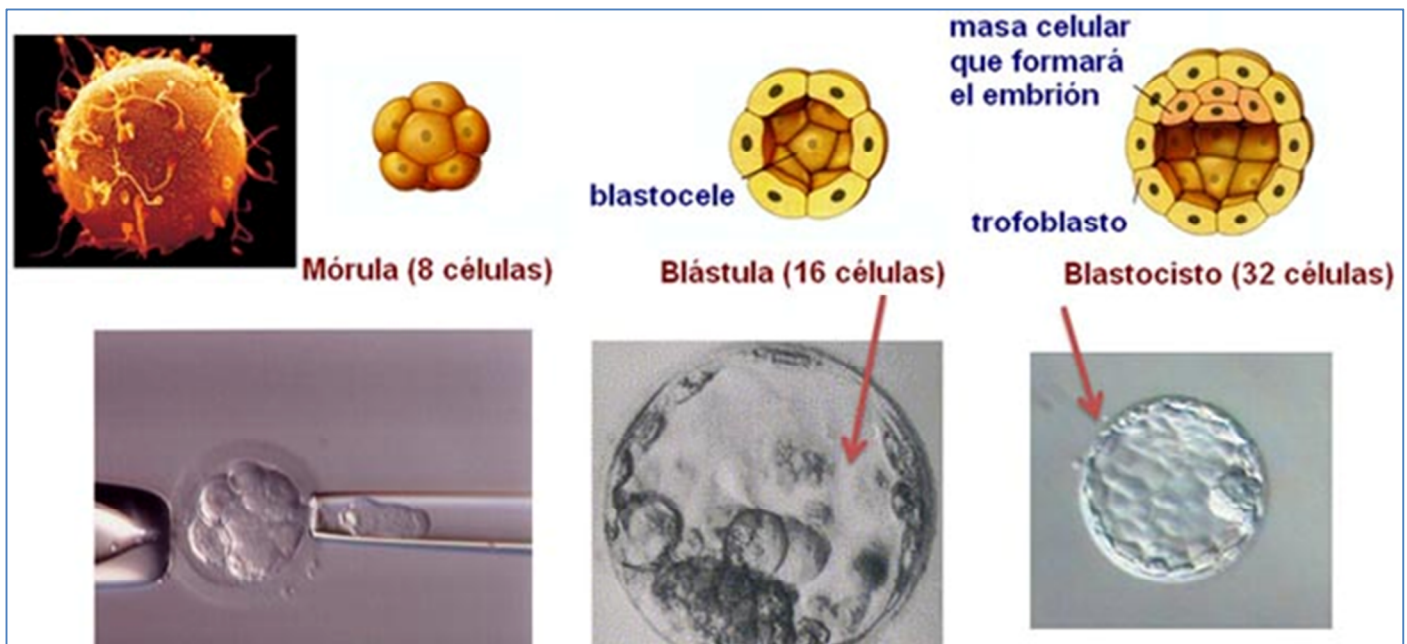 masa celular
que formará
el embrión
blastocele
trofoblasto
Mórula (8 células)
Blástula (16 células)
Blastocisto (32 células)